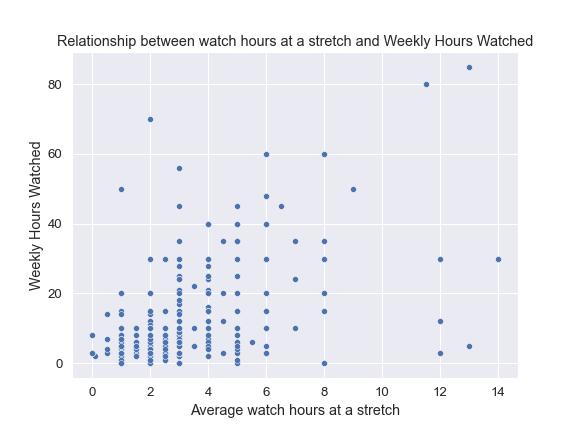 Relationship between watch hours at a stretch and Weekly Hours Watched
80
60
40
20
0
Weekly Hours Watched
0 2 4 6 8 10 12 14
Average watch hours at a stretch